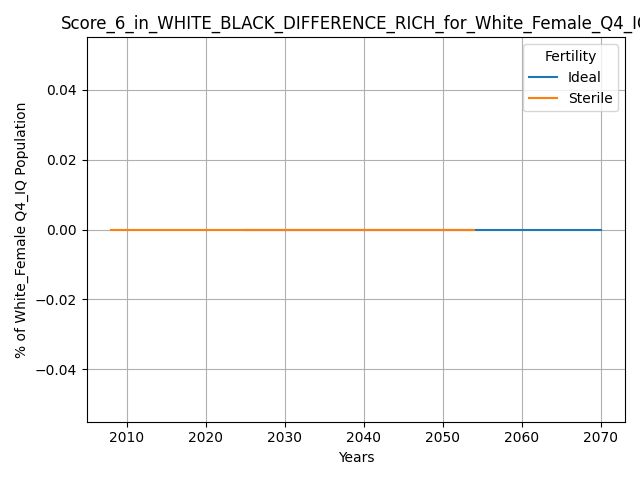 Score_6_in_WHITE_BLACK_DIFFERENCE_RICH_for_White_Female_Q4_IQ
Fertility
Ideal
Sterile
0.04
0.02
0.00
−0.02
−0.04
% of White_Female Q4_IQ Population
2010 2020 2030 2040 2050 2060 2070
Years